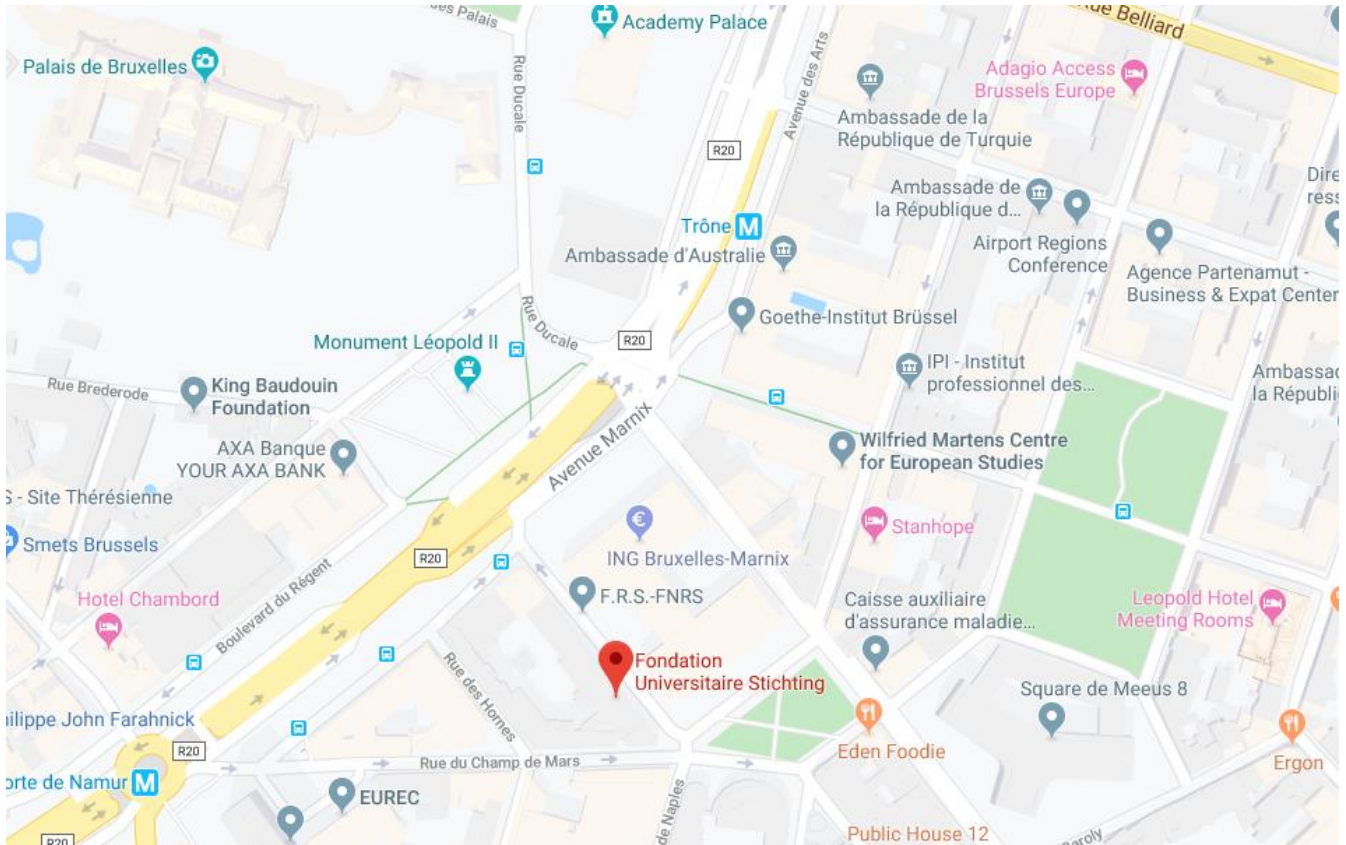 des Palais
Academy Palace
Rue Belliard
Palais de Bruxelles
Rue Ducale
Avenue des Arts
Adagio Access
Brussels Europe
Ambassade de la
République de Turquie
R20
Ambassade de
la République d...
Dire
ress
Trône M
Ambassade d'Australie
Airport Regions
Conference
Agence Partenamut -
Business & Expat Center
Rue Ducale
Goethe-Institut Brüssel
R20
Monument Léopold II
IPI - Institut
professionnel des...
Ambassad
la Républi
Rue Brederode
King Baudouin
Foundation
Avenue Marnix
AXA Banque
YOUR AXA BANK
Wilfried Martens Centre
for European Studies
S - Site Thérésienne
Smets Brussels
Stanhope
R20
€
ING Bruxelles-Marnix
Boulevard du Régent
Hotel Chambord
F.R.S.-FNRS
Caisse auxiliaire
d'assurance maladie...
Leopold Hotel
Meeting Rooms
Fondation
Universitaire Stichting
Rue des Hornes
Square de Meeus 8
hilippe John Farahnick
R20
Rue du Champ de Mars
Eden Foodie
Ergon
orte de Namur M
EUREC
de Naples
Public House 12
Baroly
R20